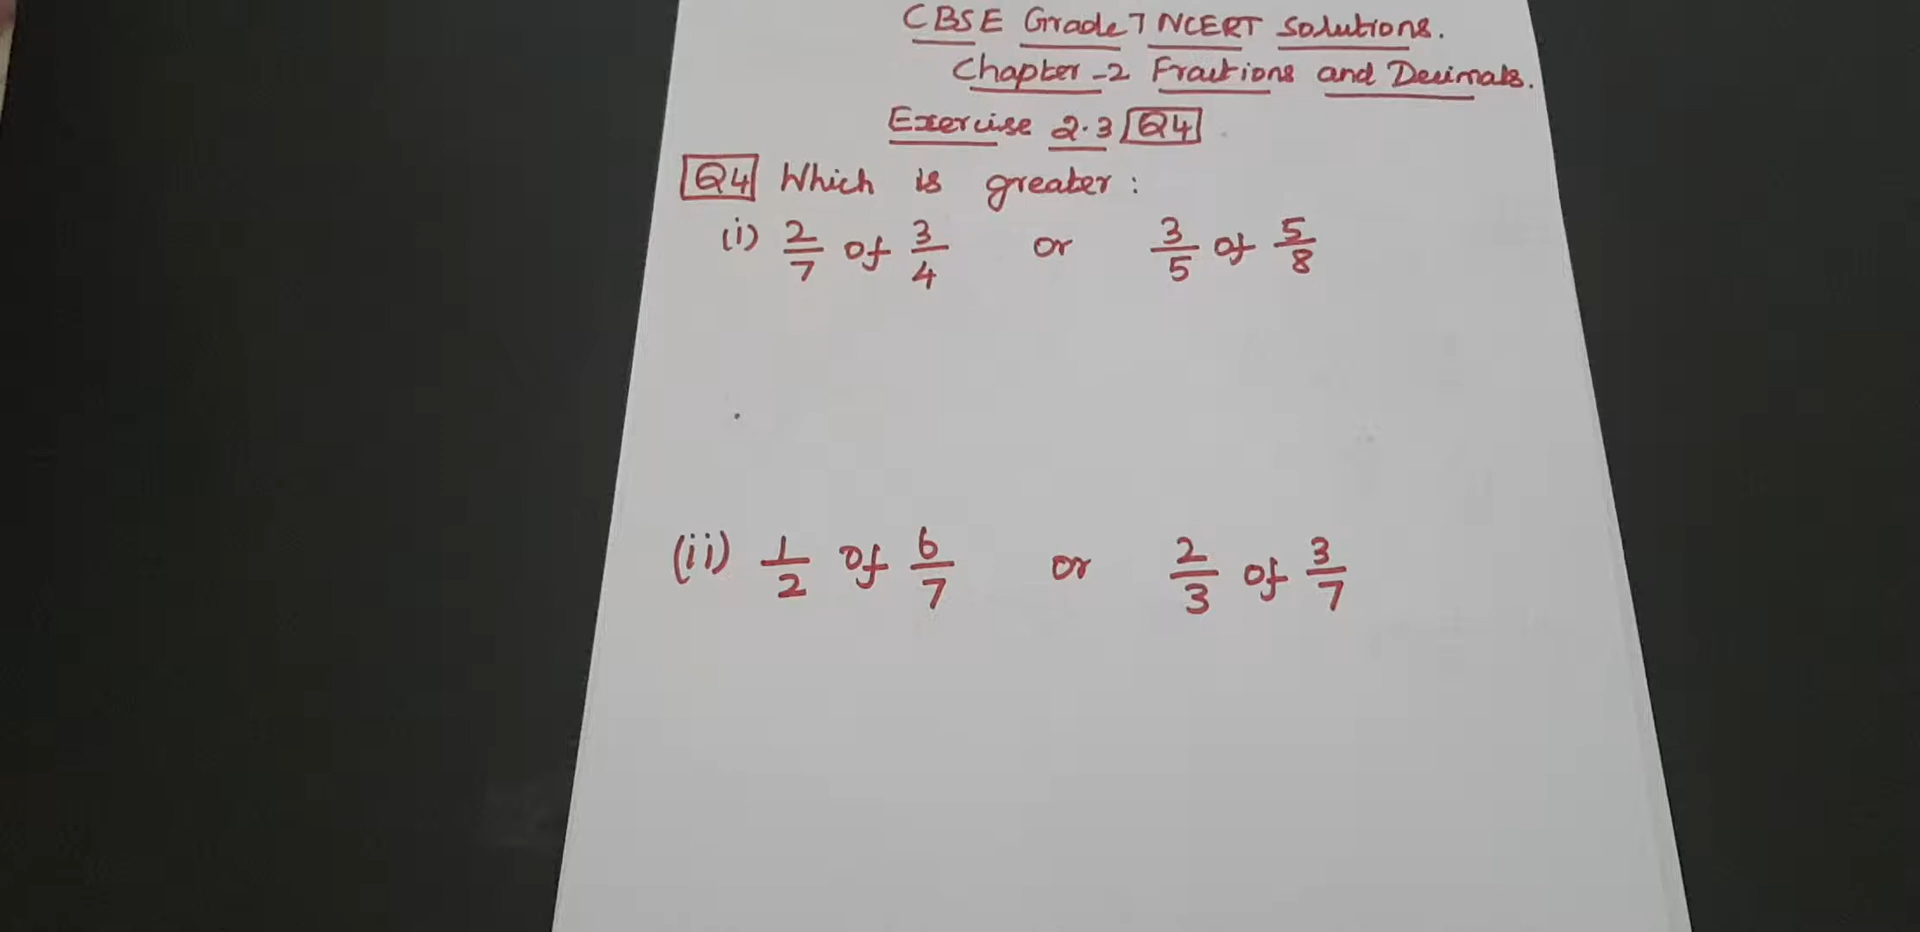 CBSE Grade 7 NCERT Solutions.
Chapter-2 Fractions and Decimals.
Exercise 2.3 Q4
Q4 Which is greater:
(i) 2/7 of 3/4 or 3/5 of 5/8
(ii) 1/2 of 6/7 or 2/3 of 3/7